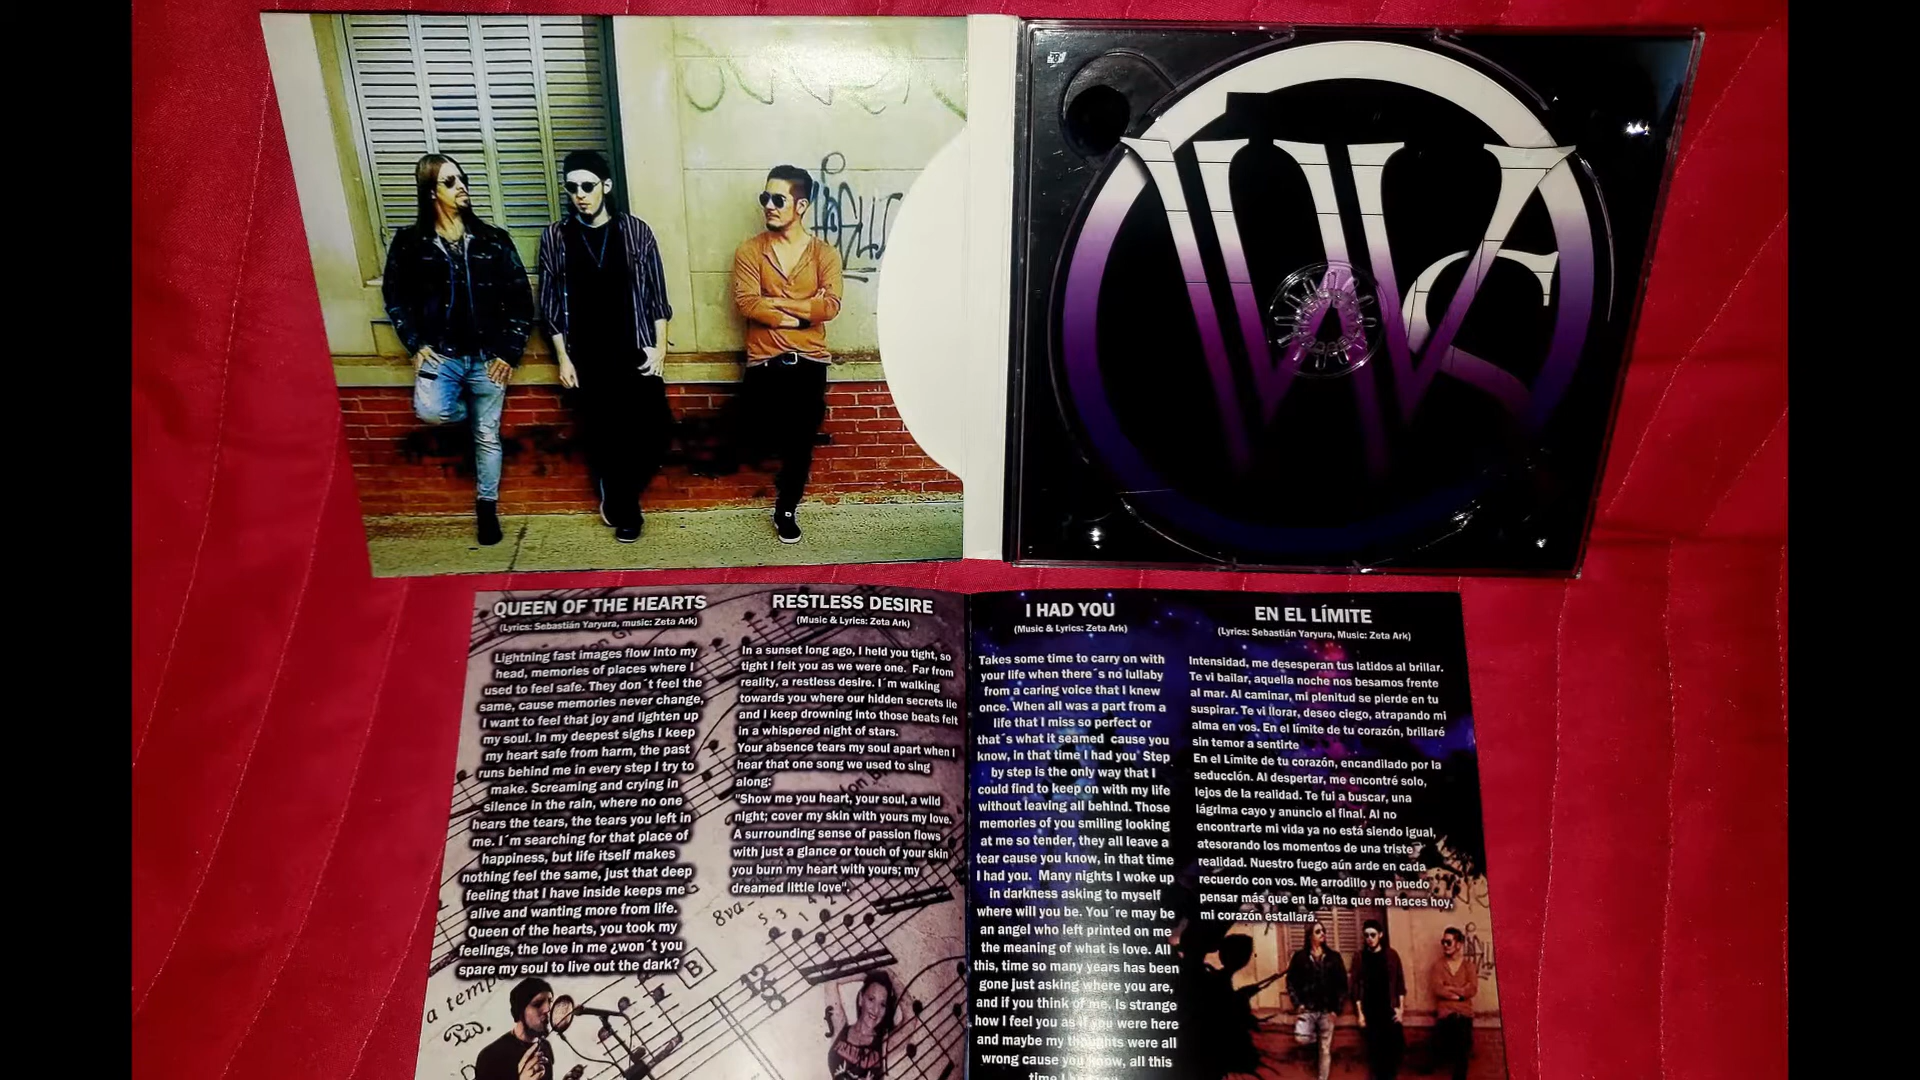 WS
QUEEN OF THE HEARTS
(Lyrics: Sebastián Yaryura, music: Zeta Ark)
Lightning fast images flow into my
head, memories of places where I
used to feel safe. They don´t feel the
same, cause memories never change,
I want to feel that joy and lighten up
my soul. In my deepest sighs I keep
my heart safe from harm, the past
runs behind me in every step I try to
make. Screaming and crying in
silence in the rain, where no one
hears the tears, the tears you left in
me. I´m searching for that place of
happiness, but life itself makes
nothing feel the same, just that deep
feeling that I have inside keeps me
alive and wanting more from life.
Queen of the hearts, you took my
feelings, the love in me ¿won´t you
spare my soul to live out the dark?
a temp
B
12
8
RESTLESS DESIRE
(Music & Lyrics: Zeta Ark)
In a sunset long ago, I held you tight, so
tight I felt you as we were one. Far from
reality, a restless desire. I´m walking
towards you where our hidden secrets lie
and I keep drowning into those beats felt
in a whispered night of stars.
Your absence tears my soul apart when I
hear that one song we used to sing
along:
"Show me you heart, your soul, a wild
night; cover my skin with yours my love.
A surrounding sense of passion flows
with just a glance or touch of your skin
you burn my heart with yours; my
dreamed little love".
8va
I HAD YOU
(Music & Lyrics: Zeta Ark)
Takes some time to carry on with
your life when there´s no lullaby
from a caring voice that I knew
once. When all was a part from a
life that I miss so perfect or
that´s what it seamed cause you
know, in that time I had you Step
by step is the only way that I
could find to keep on with my life
without leaving all behind. Those
memories of you smiling looking
at me so tender, they all leave a
tear cause you know, in that time
I had you. Many nights I woke up
in darkness asking to myself
where will you be. You´re may be
an angel who left printed on me
the meaning of what is love. All
this, time so many years has been
gone just asking where you are,
and if you think of me. Is strange
how I feel you as if you were here
and maybe my thoughts were all
wrong cause you know, all this
time I had you
EN EL LÍMITE
(Lyrics: Sebastián Yaryura, Music: Zeta Ark)
Intensidad, me desesperan tus latidos al brillar.
Te vi bailar, aquella noche nos besamos frente
al mar. Al caminar, mi plenitud se pierde en tu
suspirar. Te vi llorar, deseo ciego, atrapando mi
alma en vos. En el límite de tu corazón, brillaré
sin temor a sentirte
En el Límite de tu corazón, encandilado por la
seducción. Al despertar, me encontré solo,
lejos de la realidad. Te fui a buscar, una
lágrima cayo y anuncio el final. Al no
encontrarte mi vida ya no está siendo igual,
atesorando los momentos de una triste
realidad. Nuestro fuego aún arde en cada
recuerdo con vos. Me arrodillo y no puedo
pensar más que en la falta que me haces hoy,
mi corazón estallará.